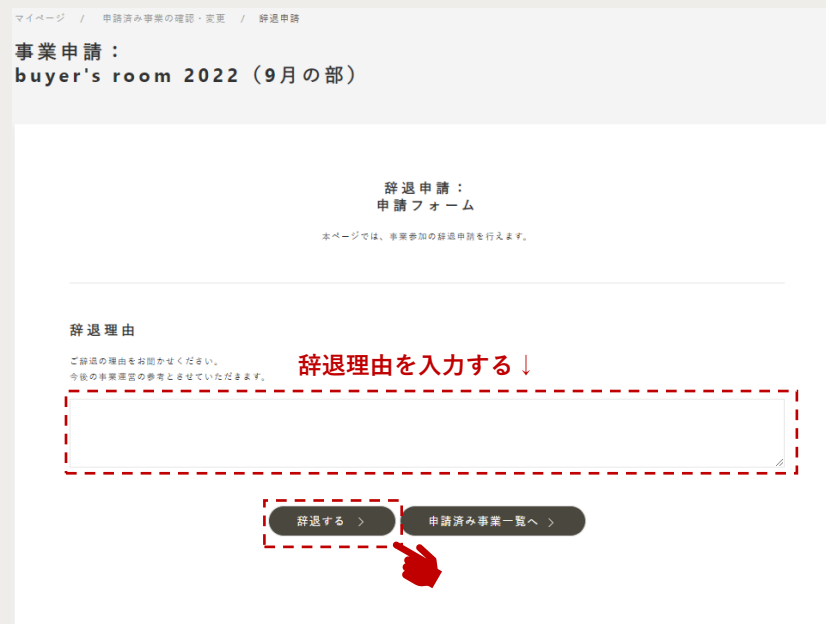 マイページ / 申請済み事業の確認・変更 / 辞退申請
事業申請：
buyer's room 2022（9月の部）
辞退申請：
申請フォーム
本ページでは、事業参加の辞退申請を行えます。
辞退理由
ご辞退の理由をお聞かせください。
今後の事業運営の参考とさせていただきます。
辞退理由を入力する↓
辞退する >
申請済み事業一覧へ >